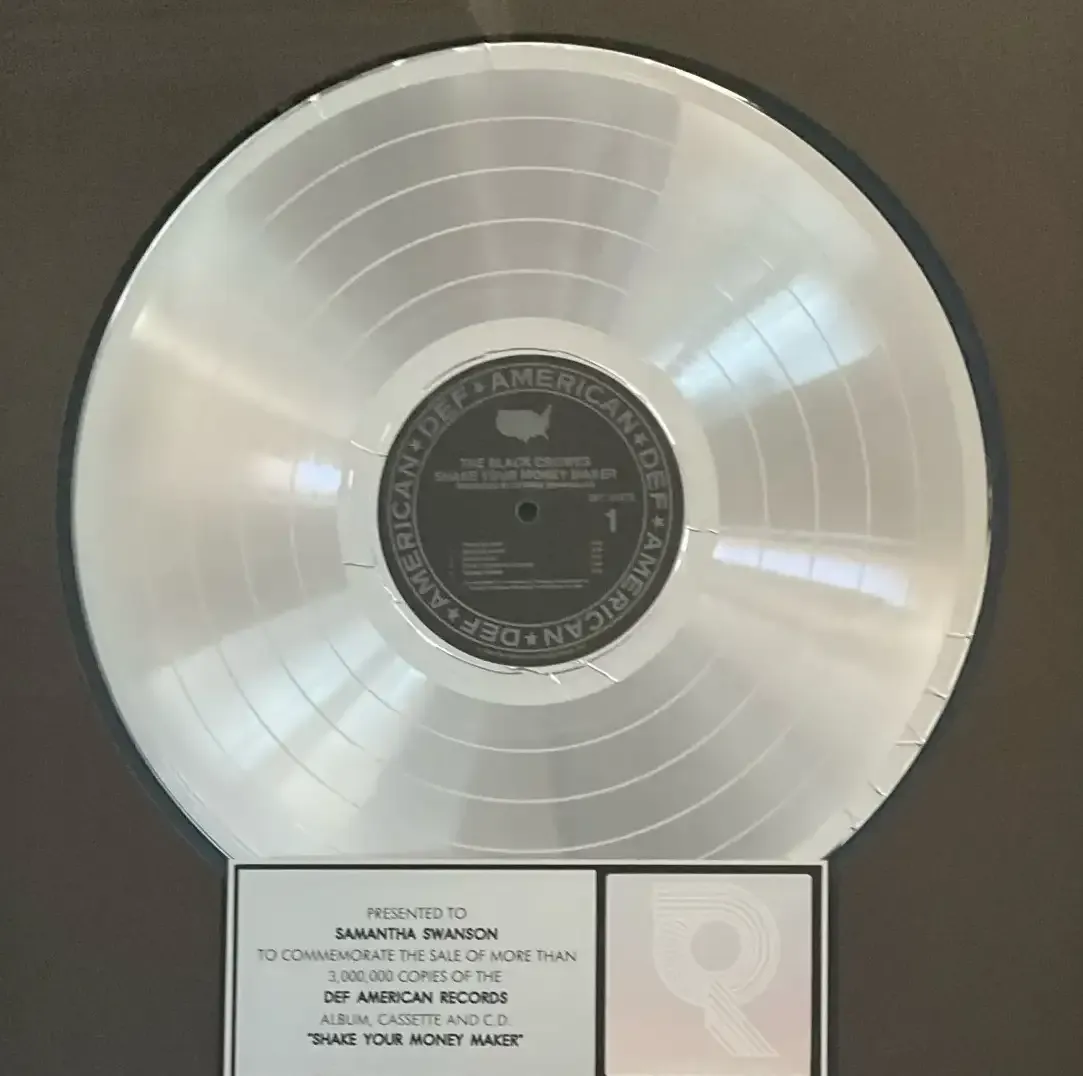 DEF ★ AMERICAN ★ DEF ★ AMERICAN ★ DEF ★ AMERICAN ★
THE BLACK CROWES
SHAKE YOUR MONEY MAKER
1
PRESENTED TO
SAMANTHA SWANSON
TO COMMEMORATE THE SALE OF MORE THAN
3,000,000 COPIES OF THE
DEF AMERICAN RECORDS
ALBUM, CASSETTE AND C.D.
"SHAKE YOUR MONEY MAKER"